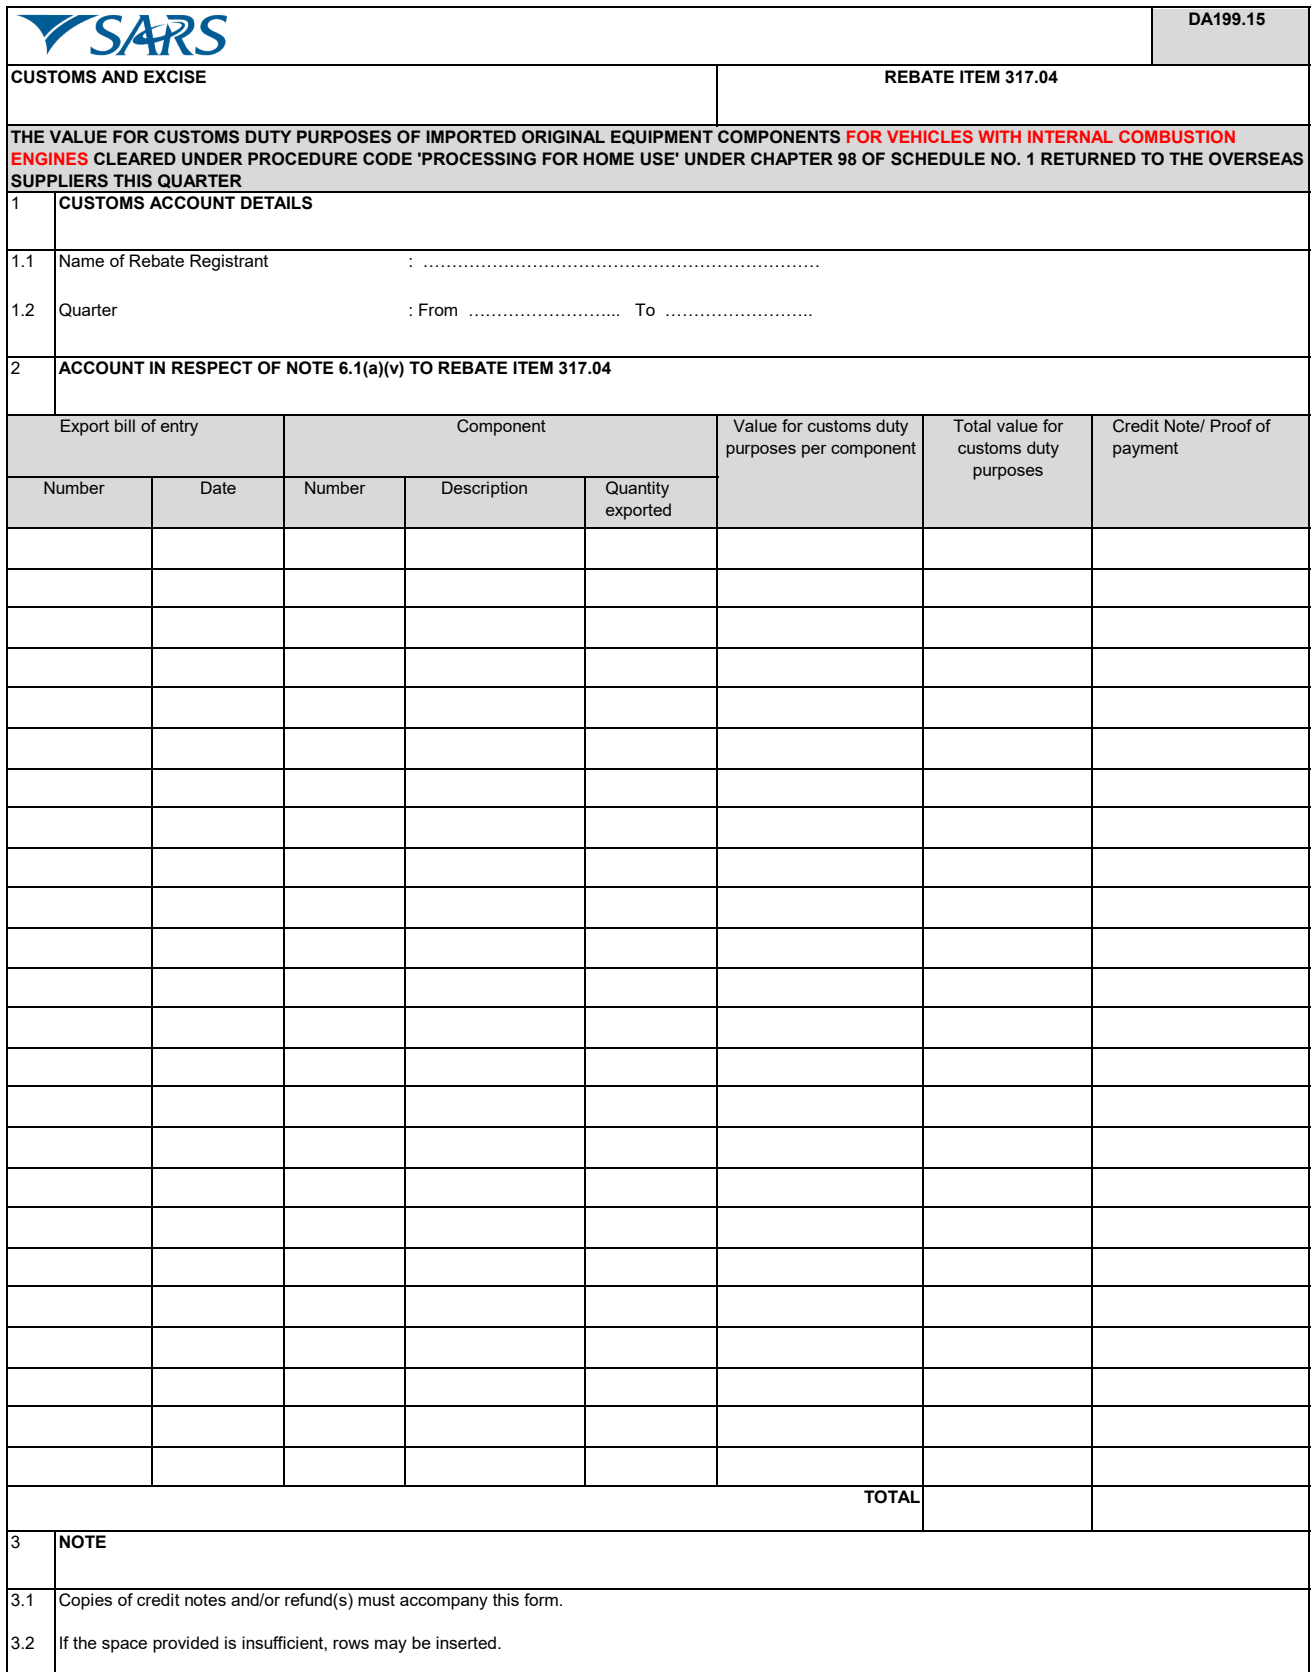 SARS
DA199.15
CUSTOMS AND EXCISE
REBATE ITEM 317.04
THE VALUE FOR CUSTOMS DUTY PURPOSES OF IMPORTED ORIGINAL EQUIPMENT COMPONENTS FOR VEHICLES WITH INTERNAL COMBUSTION
ENGINES CLEARED UNDER PROCEDURE CODE 'PROCESSING FOR HOME USE' UNDER CHAPTER 98 OF SCHEDULE NO. 1 RETURNED TO THE OVERSEAS
SUPPLIERS THIS QUARTER
1 CUSTOMS ACCOUNT DETAILS
1.1 Name of Rebate Registrant : ……………………………………………………………
1.2 Quarter : From ……………………... To ……………………..
2 ACCOUNT IN RESPECT OF NOTE 6.1(a)(v) TO REBATE ITEM 317.04
Export bill of entry
Component
Value for customs duty
purposes per component
Total value for
customs duty
purposes
Credit Note/ Proof of
payment
Number
Date
Number
Description
Quantity
exported
TOTAL
3 NOTE
3.1 Copies of credit notes and/or refund(s) must accompany this form.
3.2 If the space provided is insufficient, rows may be inserted.